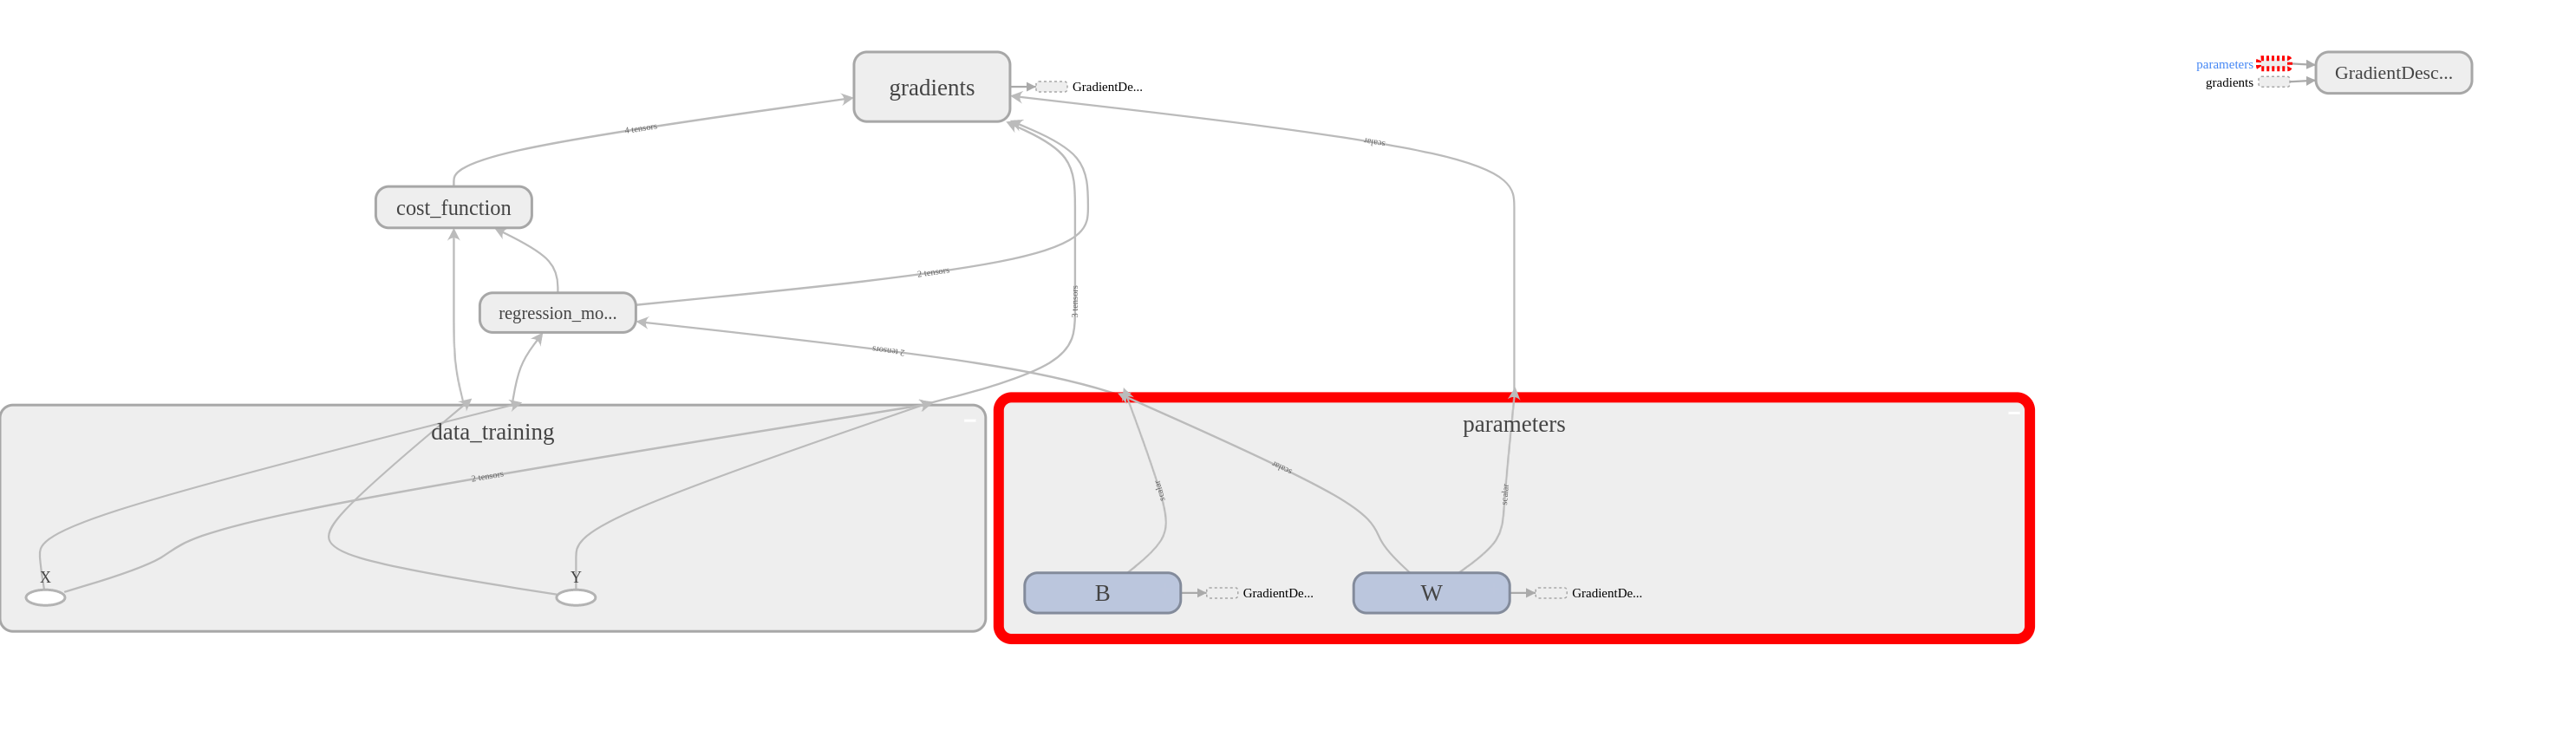 gradients
GradientDe...
parameters
gradients
GradientDesc...
4 tensors
scalar
cost_function
2 tensors
3 tensors
regression_mo...
2 tensors
data_training
parameters
2 tensors
scalar
scalar
scalar
X
Y
B
GradientDe...
W
GradientDe...